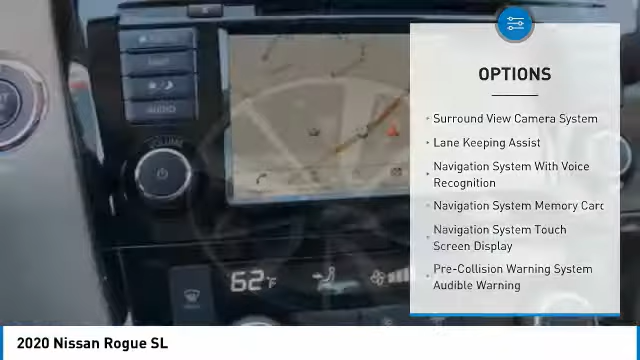 OPTIONS
Surround View Camera System
Lane Keeping Assist
Navigation System With Voice
Recognition
Navigation System Memory Card
Navigation System Touch
Screen Display
Pre-Collision Warning System
Audible Warning
AUDIO
VOLUME
62°F
2020 Nissan Rogue SL